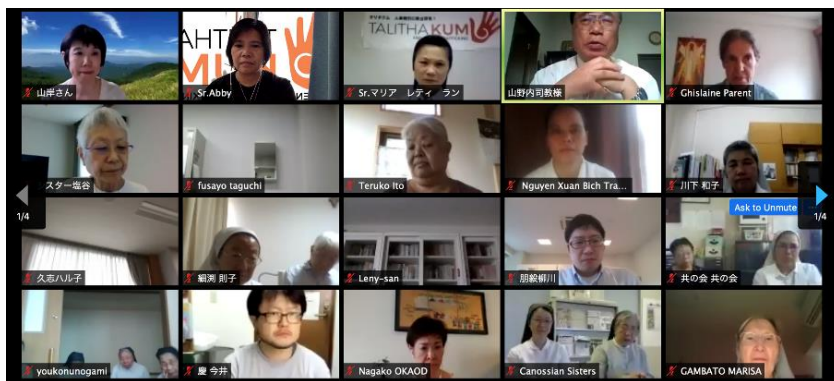 TALITHA KUM
山岸さん
Sr.Abby
Sr.マリア レティ ラン
山野内司教様
Ghislaine Parent
スター塩谷
fusayo taguchi
Teruko Ito
Nguyen Xuan Bich Tra...
川下 和子
1/4
Ask to Unmute
1/4
久志ハル子
細渕 則子
Leny-san
朋毅柳川
共の会 共の会
youkonunogami
慶 今井
Nagako OKAOD
Canossian Sisters
GAMBATO MARISA